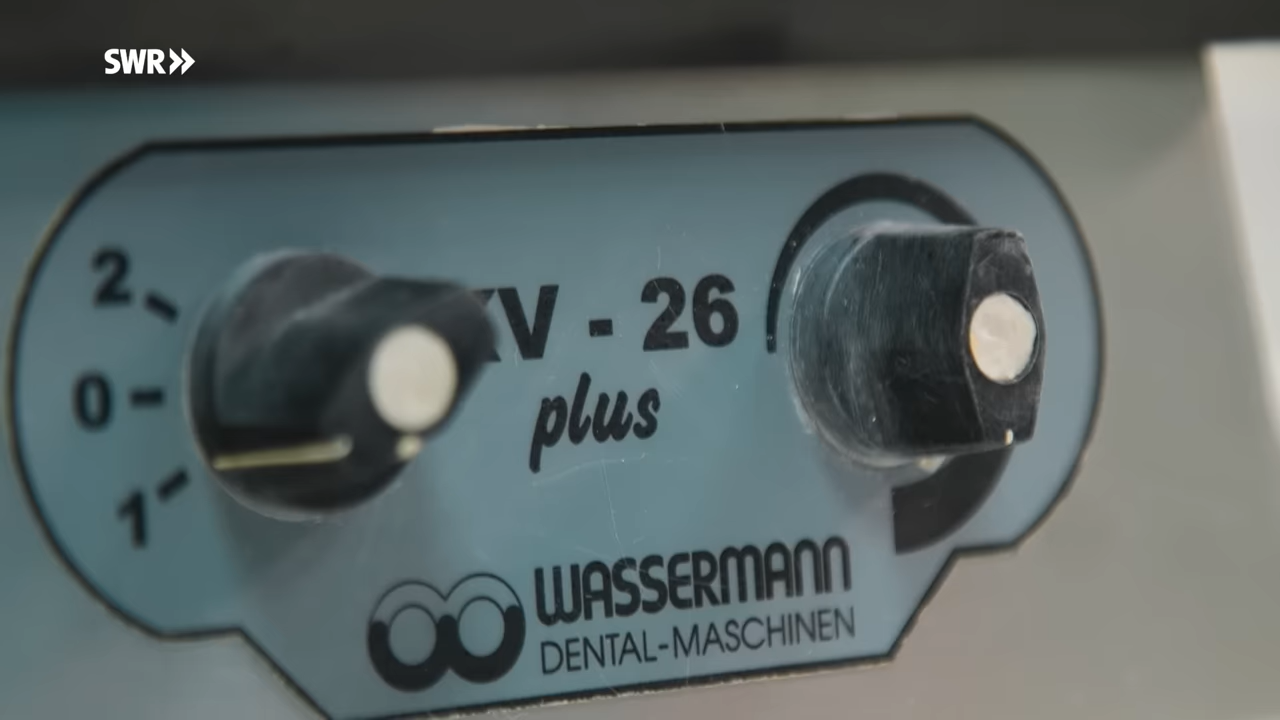 SWR
2
0
1
V - 26
plus
WASSERMANN
DENTAL-MASCHINEN